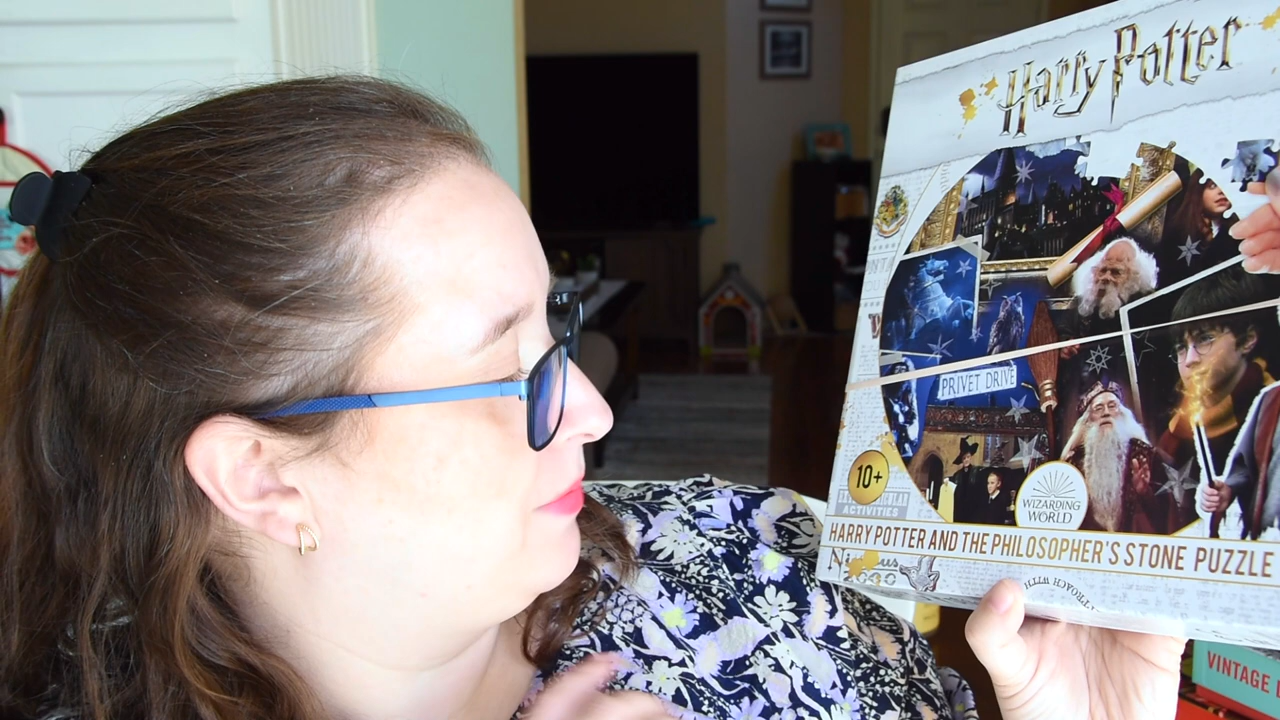 Harry Potter
PRIVET DRIVE
10+
ACTIVITIES
WIZARDING
WORLD
HARRY POTTER AND THE PHILOSOPHER'S STONE PUZZLE
VINTAGE